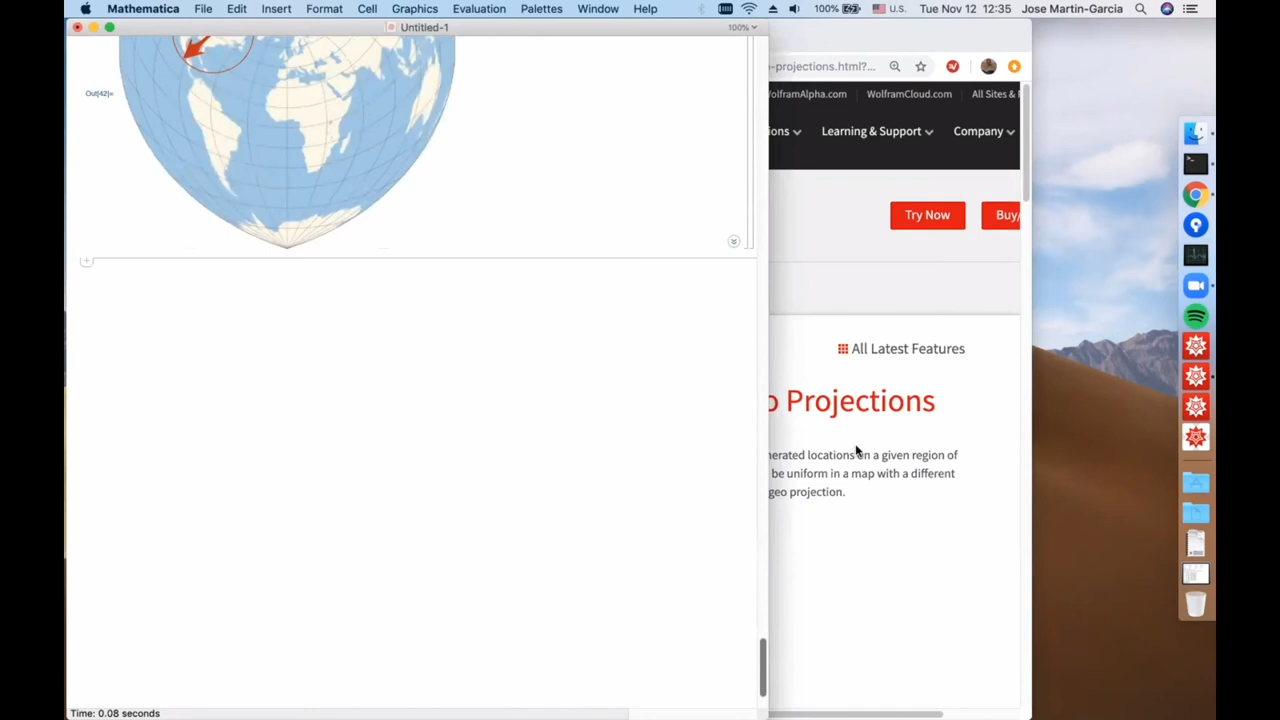 Mathematica File Edit Insert Format Cell Graphics Evaluation Palettes Window Help 100% U.S. Tue Nov 12 12:35 Jose Martin-Garcia
Untitled-1 100%
-projections.html?...
Out[42]=
WolframAlpha.com WolframCloud.com All Sites &
ions Learning & Support Company
Try Now Buy/
All Latest Features
o Projections
nerated locations on a given region of
be uniform in a map with a different
geo projection.
Time: 0.08 seconds